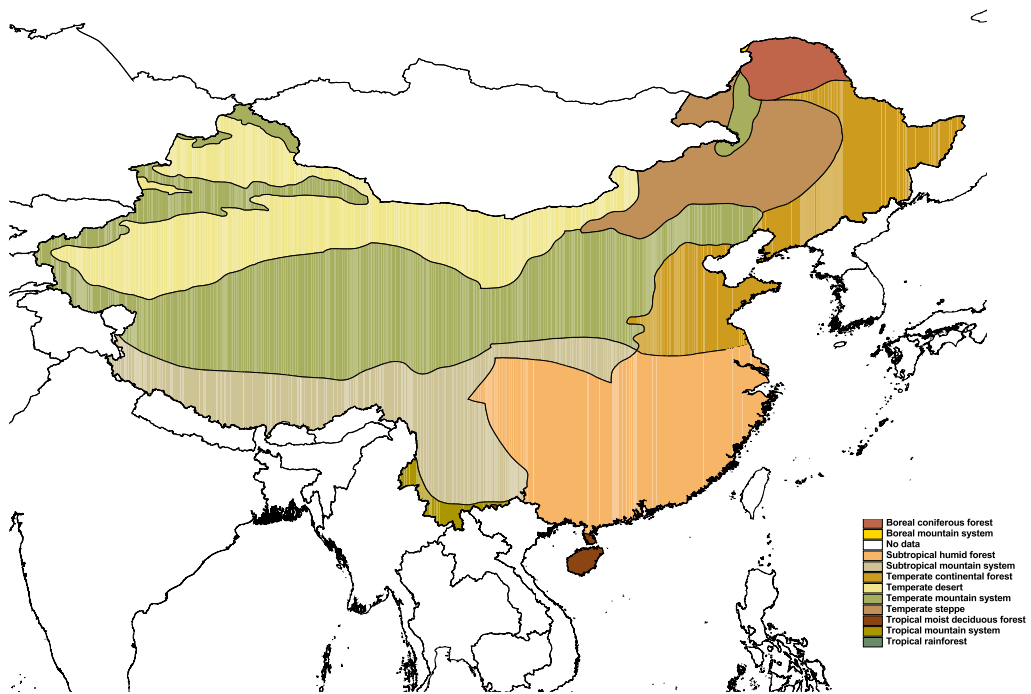 Boreal coniferous forest
Boreal mountain system
No data
Subtropical humid forest
Subtropical mountain system
Temperate continental forest
Temperate desert
Temperate mountain system
Temperate steppe
Tropical moist deciduous forest
Tropical mountain system
Tropical rainforest